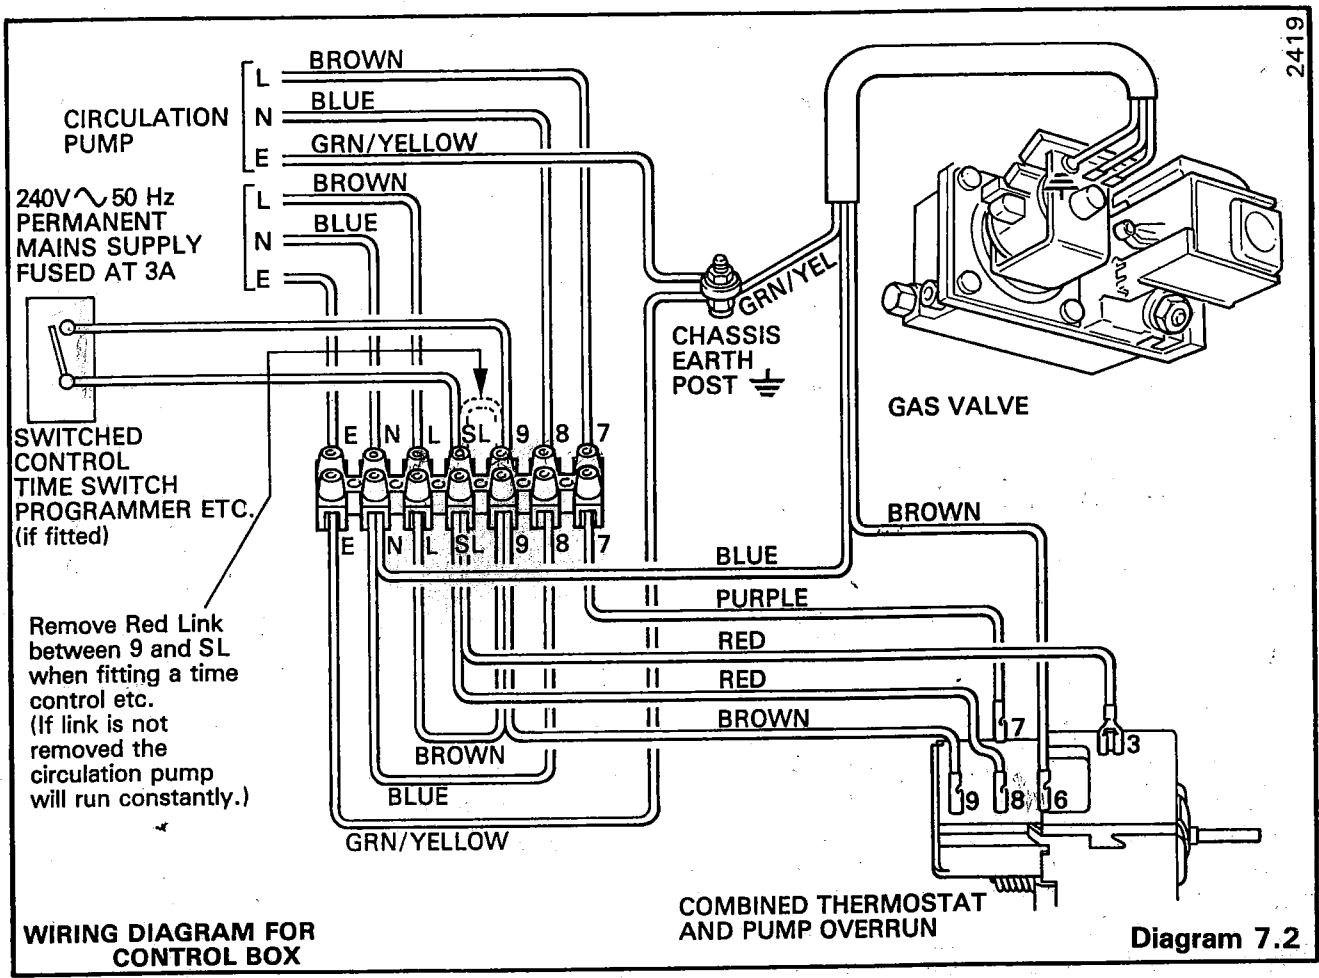 2419
BROWN
L
BLUE
CIRCULATION
PUMP
N
GRN/YELLOW
E
BROWN
240V 50 Hz
PERMANENT
MAINS SUPPLY
FUSED AT 3A
L
BLUE
N
E
GRN/YEL
CHASSIS
EARTH
POST
GAS VALVE
SWITCHED
CONTROL
TIME SWITCH
PROGRAMMER ETC.
(if fitted)
E N L SL 9 8 7
E N L SL 9 8 7
BROWN
BLUE
PURPLE
RED
RED
BROWN
Remove Red Link
between 9 and SL
when fitting a time
control etc.
(If link is not
removed the
circulation pump
will run constantly.)
BROWN
BLUE
GRN/YELLOW
7
3
9
8
6
COMBINED THERMOSTAT
AND PUMP OVERRUN
WIRING DIAGRAM FOR
CONTROL BOX
Diagram 7.2